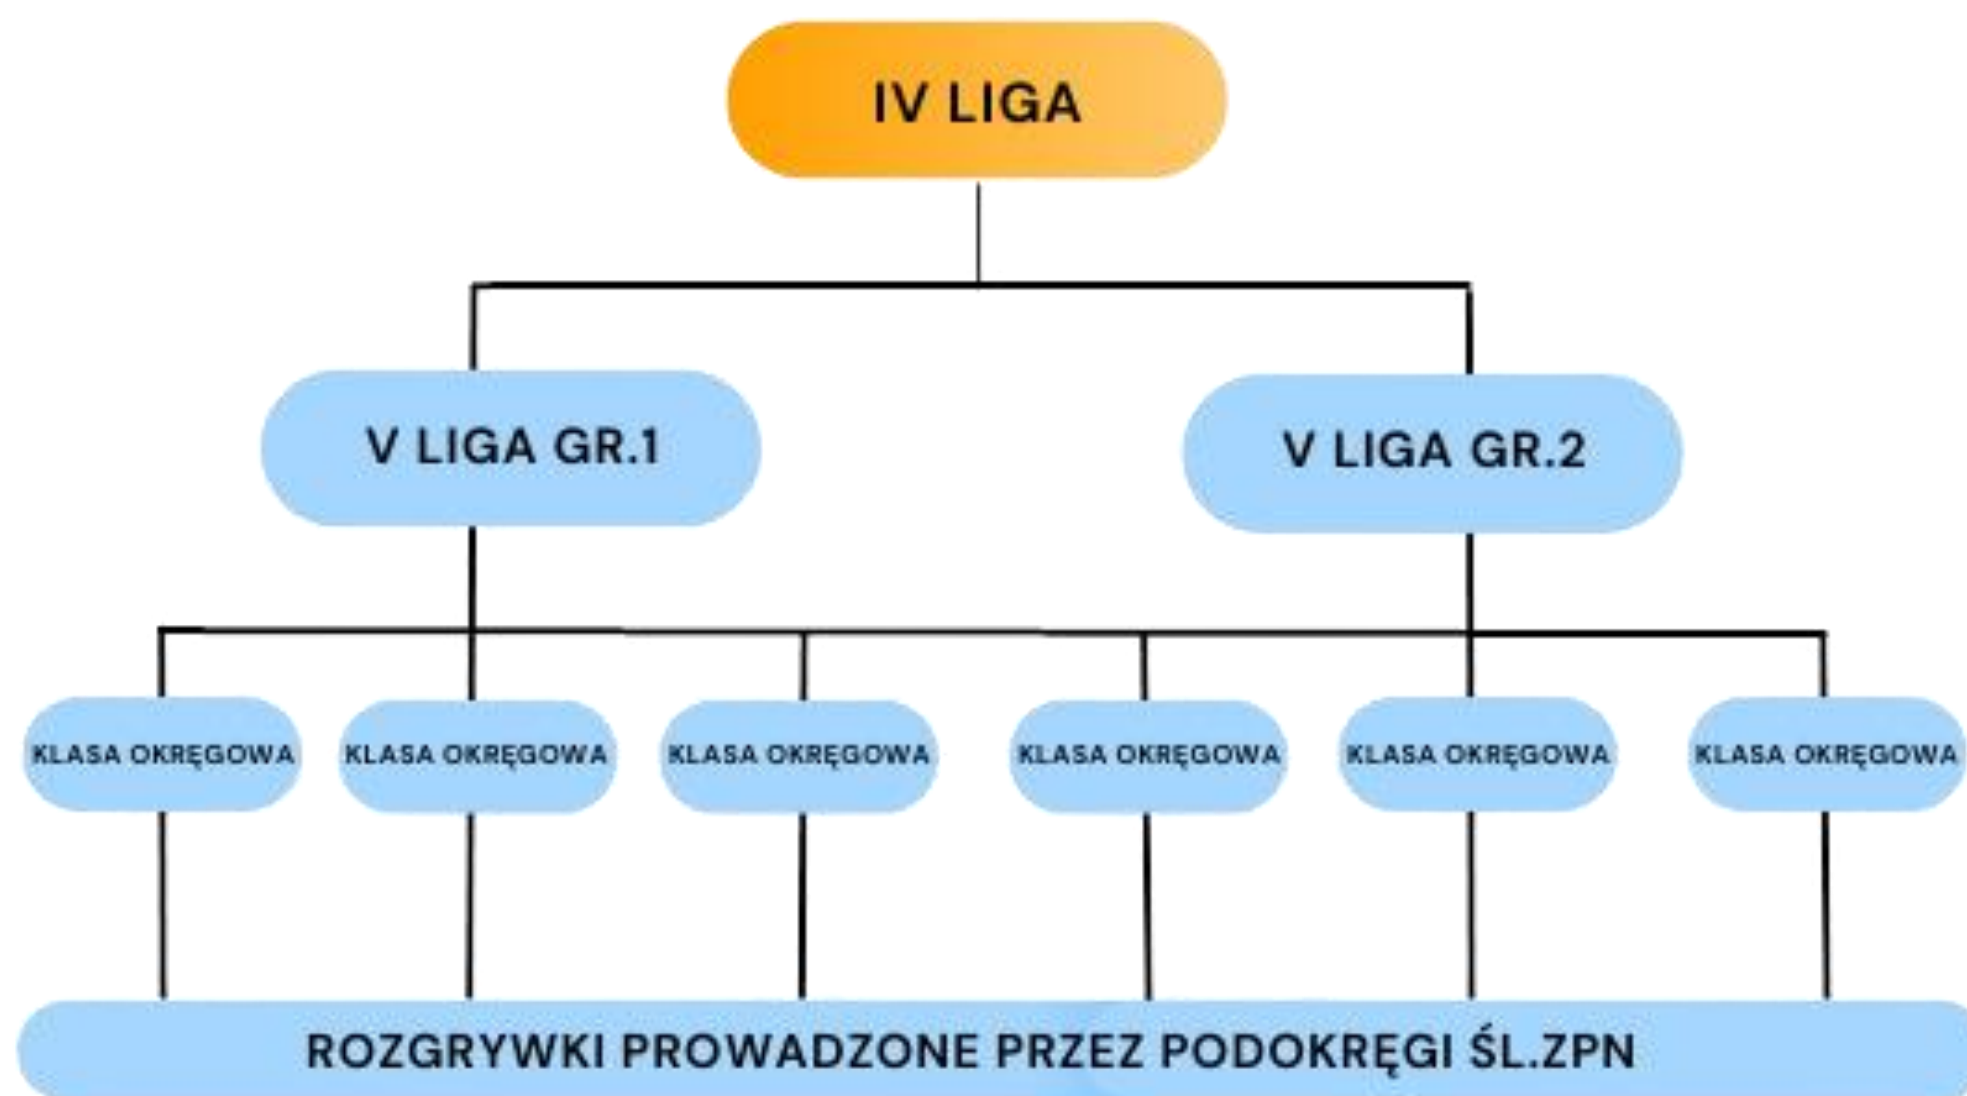 IV LIGA
V LIGA GR.1
V LIGA GR.2
KLASA OKRĘGOWA
KLASA OKRĘGOWA
KLASA OKRĘGOWA
KLASA OKRĘGOWA
KLASA OKRĘGOWA
KLASA OKRĘGOWA
ROZGRYWKI PROWADZONE PRZEZ PODOKRĘGI ŚL.ZPN